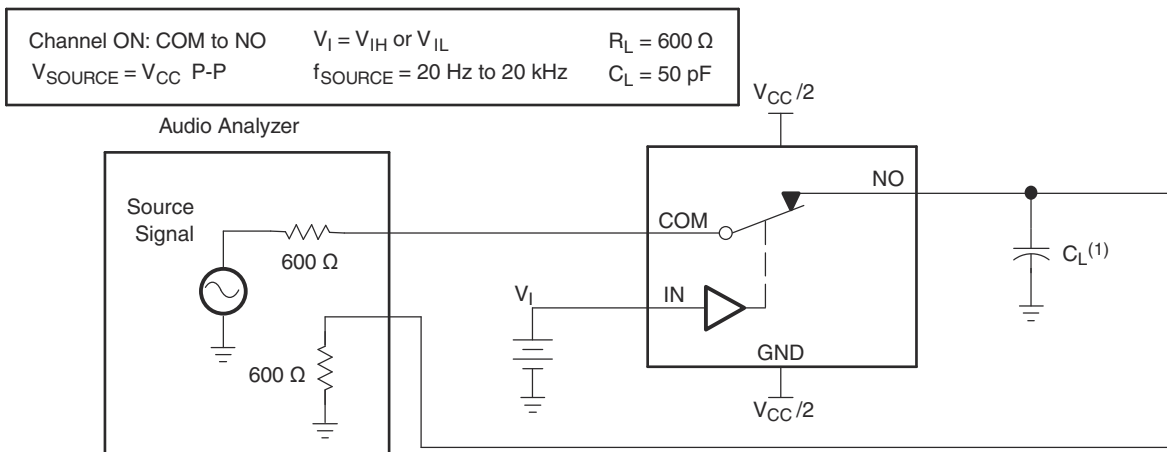 Channel ON: COM to NO
V_I = V_IH or V_IL
R_L = 600 Ω
V_SOURCE = V_CC P-P
f_SOURCE = 20 Hz to 20 kHz
C_L = 50 pF
V_CC /2
Audio Analyzer
NO
Source
Signal
COM
600 Ω
C_L(1)
V_I
IN
GND
600 Ω
V_CC/2